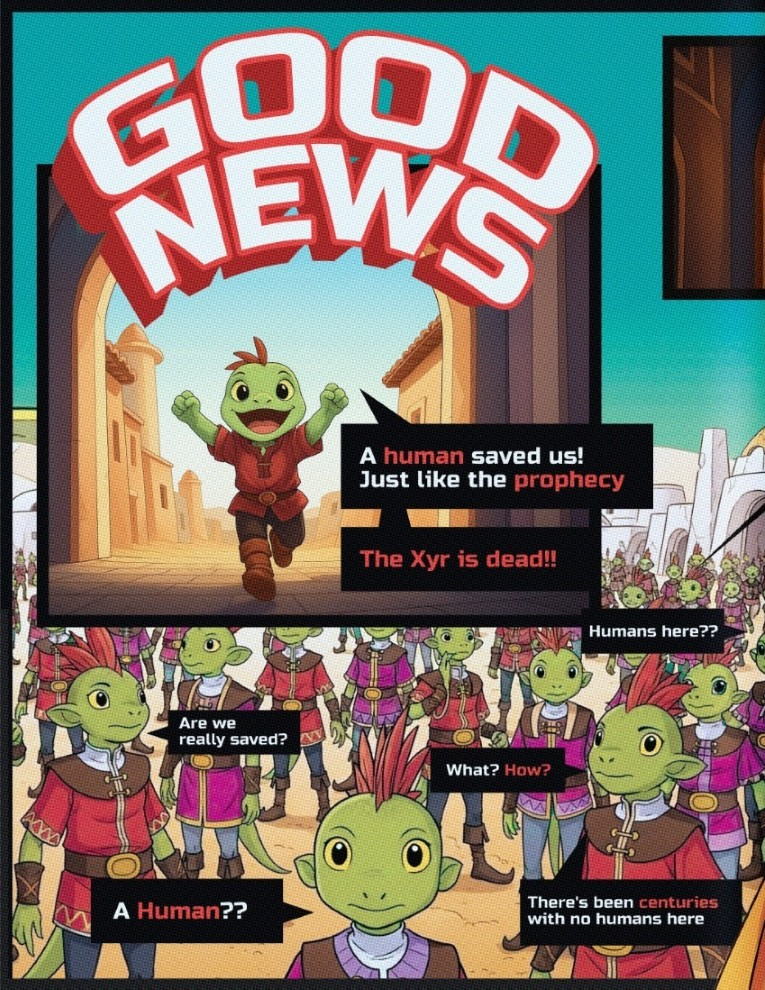 GOOD
NEWS
A human saved us!
Just like the prophecy
The Xyr is dead!!
Humans here??
Are we
really saved?
What? How?
A Human??
There's been centuries
with no humans here